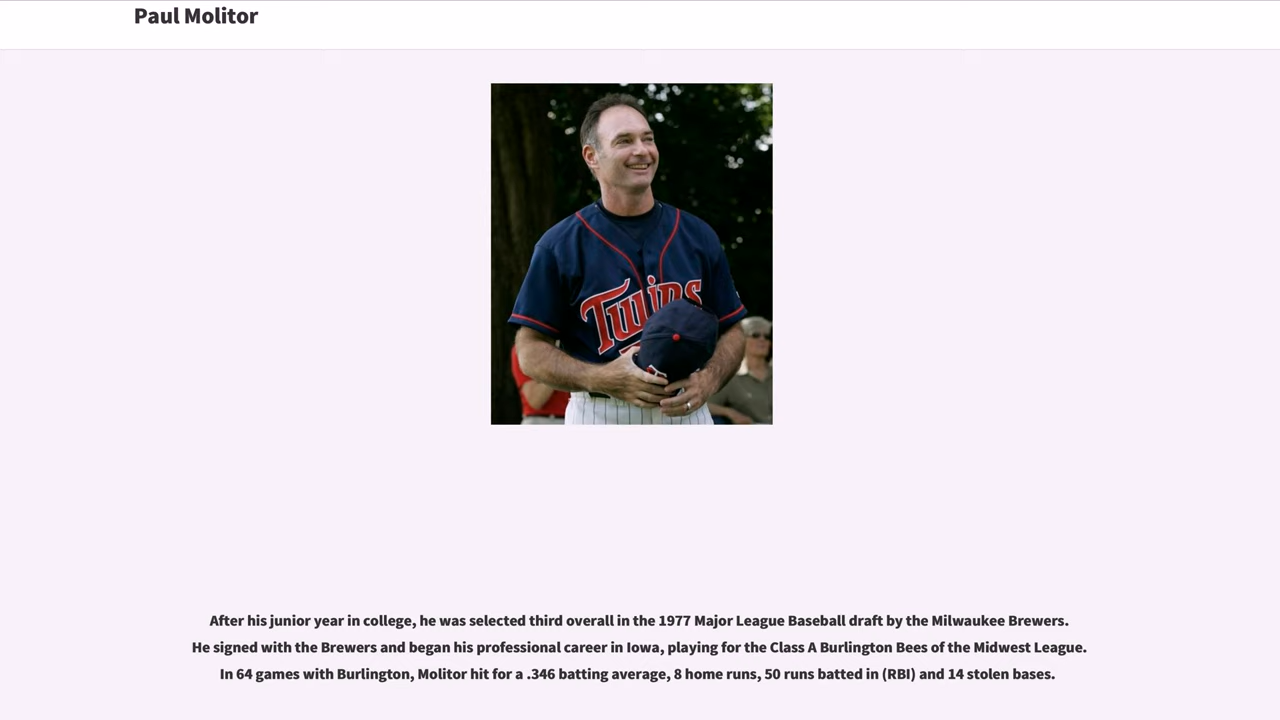 Paul Molitor
Twins
After his junior year in college, he was selected third overall in the 1977 Major League Baseball draft by the Milwaukee Brewers.
He signed with the Brewers and began his professional career in Iowa, playing for the Class A Burlington Bees of the Midwest League.
In 64 games with Burlington, Molitor hit for a .346 batting average, 8 home runs, 50 runs batted in (RBI) and 14 stolen bases.